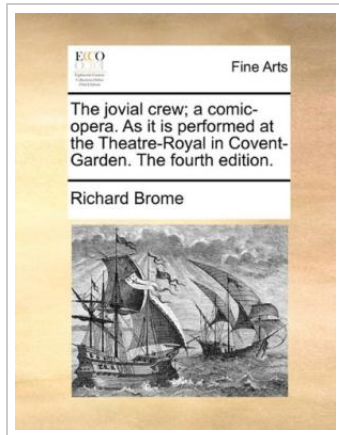 ECCO
Fine Arts
The jovial crew; a comic-
opera. As it is performed at
the Theatre-Royal in Covent-
Garden. The fourth edition.
Richard Brome